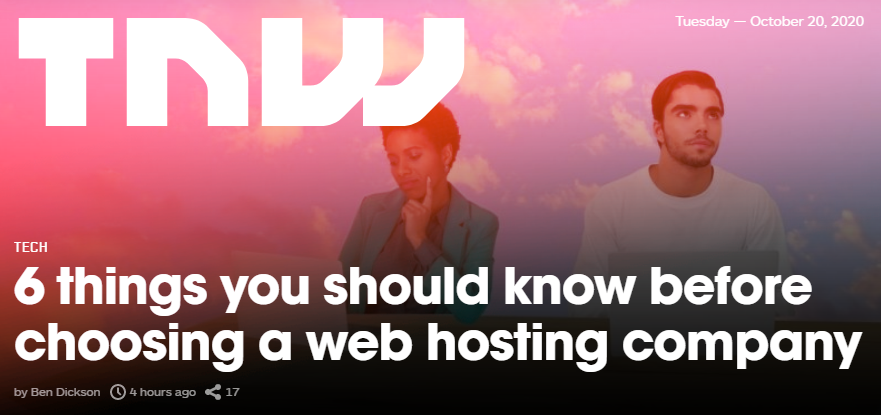 TNW
Tuesday — October 20, 2020
TECH
6 things you should know before
choosing a web hosting company
by Ben Dickson 4 hours ago 17